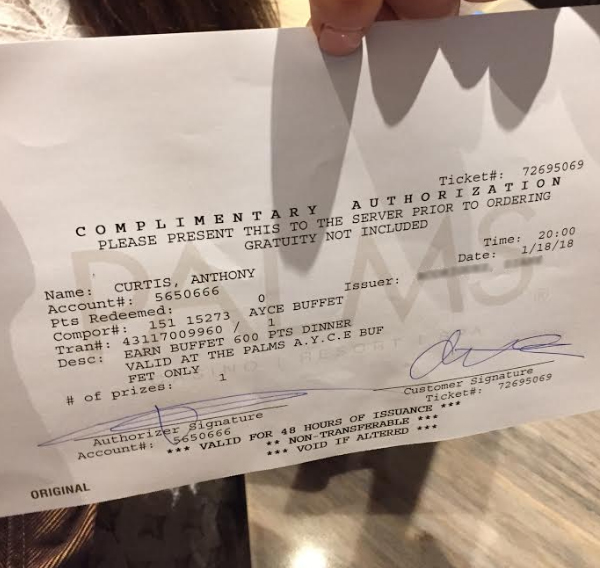 Ticket#: 72695069
COMPLIMENTARY AUTHORIZATION
PLEASE PRESENT THIS TO THE SERVER PRIOR TO ORDERING
GRATUITY NOT INCLUDED
Time: 20:00
Name: CURTIS, ANTHONY
Date: 1/18/18
Account#: 5650666
Issuer:
Pts Redeemed: 0
Compor#: 151 15273 AYCE BUFFET
Tran#: 43117009960 / 1
Desc: EARN BUFFET 600 PTS DINNER
VALID AT THE PALMS A.Y.C.E BUF
FET ONLY
# of prizes: 1
Authorizer Signature
Customer Signature
Account#: 5650666
Ticket#: 72695069
*** VALID FOR 48 HOURS OF ISSUANCE ***
** NON-TRANSFERABLE ***
*** VOID IF ALTERED ***
ORIGINAL
PALMS®
CASINO RESORT SPA